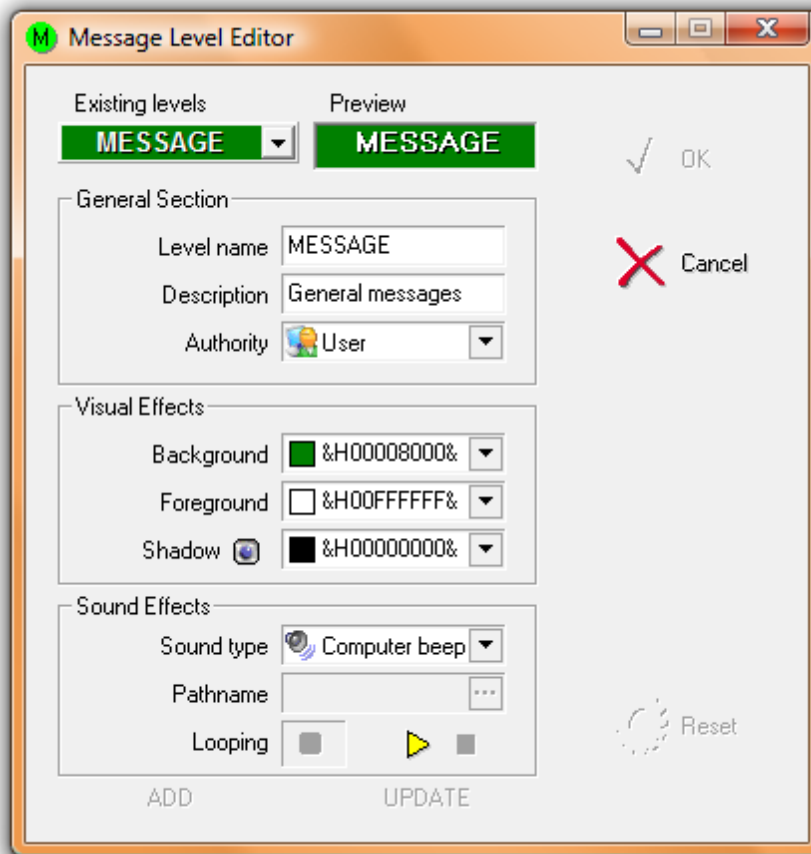 M Message Level Editor
Existing levels Preview
MESSAGE MESSAGE
OK
General Section
Level name MESSAGE
Cancel
Description General messages
Authority User
Visual Effects
Background &H00008000&
Foreground &H00FFFFFF&
Shadow &H00000000&
Sound Effects
Sound type Computer beep
Pathname ...
Looping
Reset
ADD UPDATE